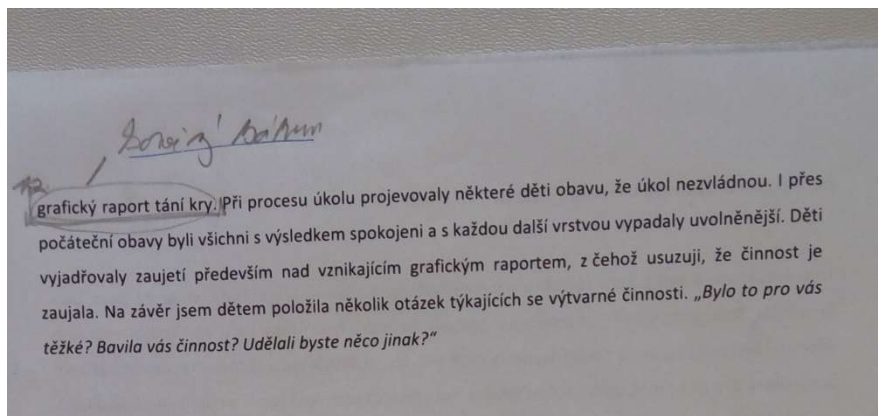 grafický raport tání kry. Při procesu úkolu projevovaly některé děti obavu, že úkol nezvládnou. I přes
počáteční obavy byli všichni s výsledkem spokojeni a s každou další vrstvou vypadaly uvolněnější. Děti
vyjadřovaly zaujetí především nad vznikajícím grafickým raportem, z čehož usuzuji, že činnost je
zaujala. Na závěr jsem dětem položila několik otázek týkajících se výtvarné činnosti. „Bylo to pro vás
těžké? Bavila vás činnost? Udělali byste něco jinak?“